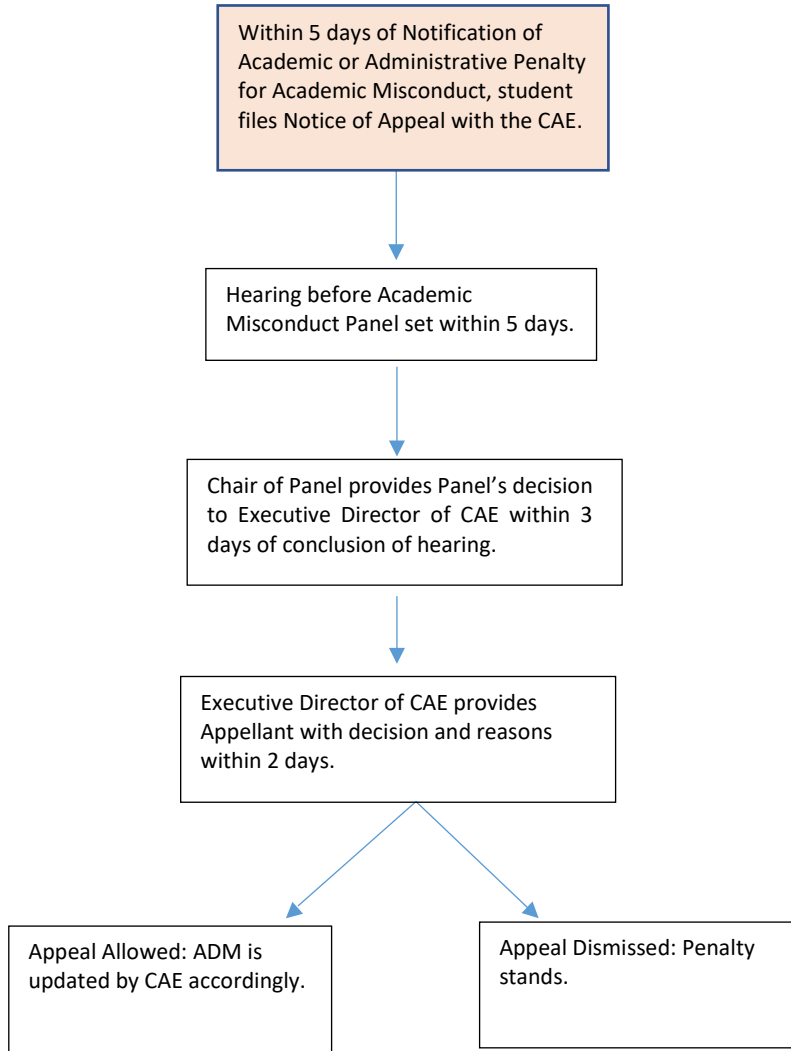 Within 5 days of Notification of
Academic or Administrative Penalty
for Academic Misconduct, student
files Notice of Appeal with the CAE.
Hearing before Academic
Misconduct Panel set within 5 days.
Chair of Panel provides Panel’s decision
to Executive Director of CAE within 3
days of conclusion of hearing.
Executive Director of CAE provides
Appellant with decision and reasons
within 2 days.
Appeal Allowed: ADM is
updated by CAE accordingly.
Appeal Dismissed: Penalty
stands.